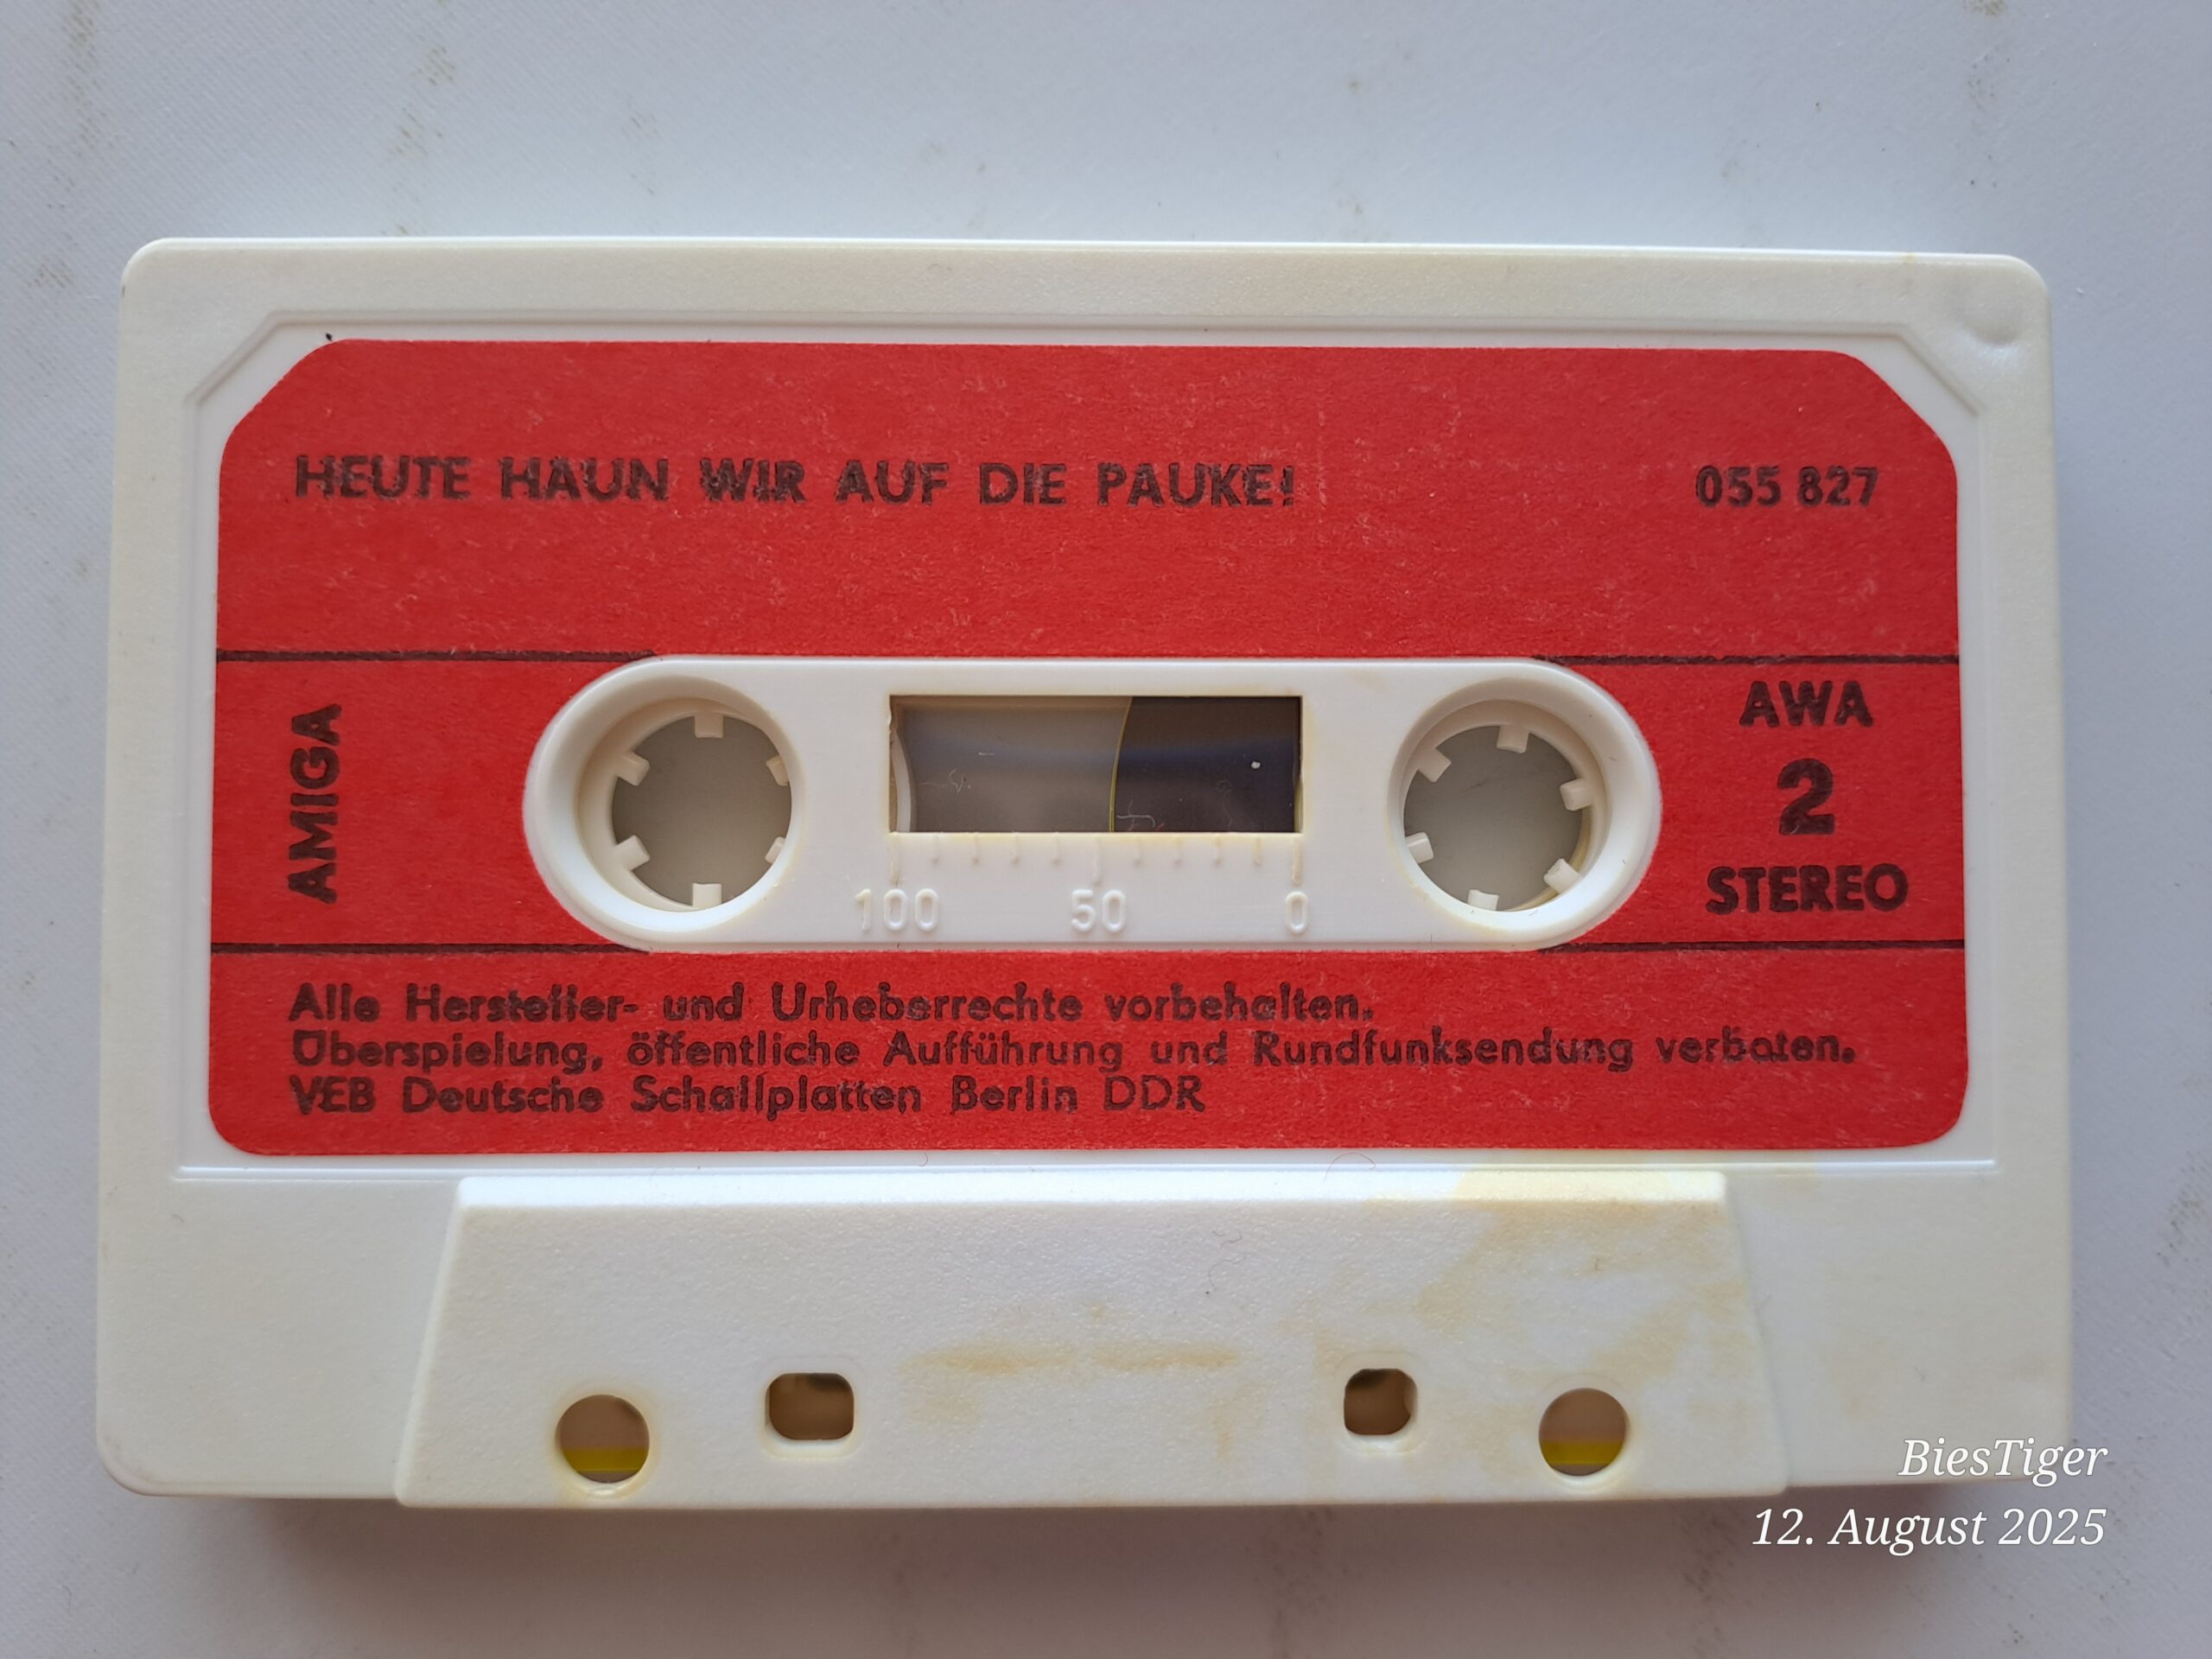 HEUTE HAUN WIR AUF DIE PAUKE!
055 827
AMIGA
AWA
2
STEREO
100 50 0
Alle Hersteller- und Urheberrechte vorbehalten.
Überspielung, öffentliche Aufführung und Rundfunksendung verboten.
VEB Deutsche Schallplatten Berlin DDR
BiesTiger
12. August 2025